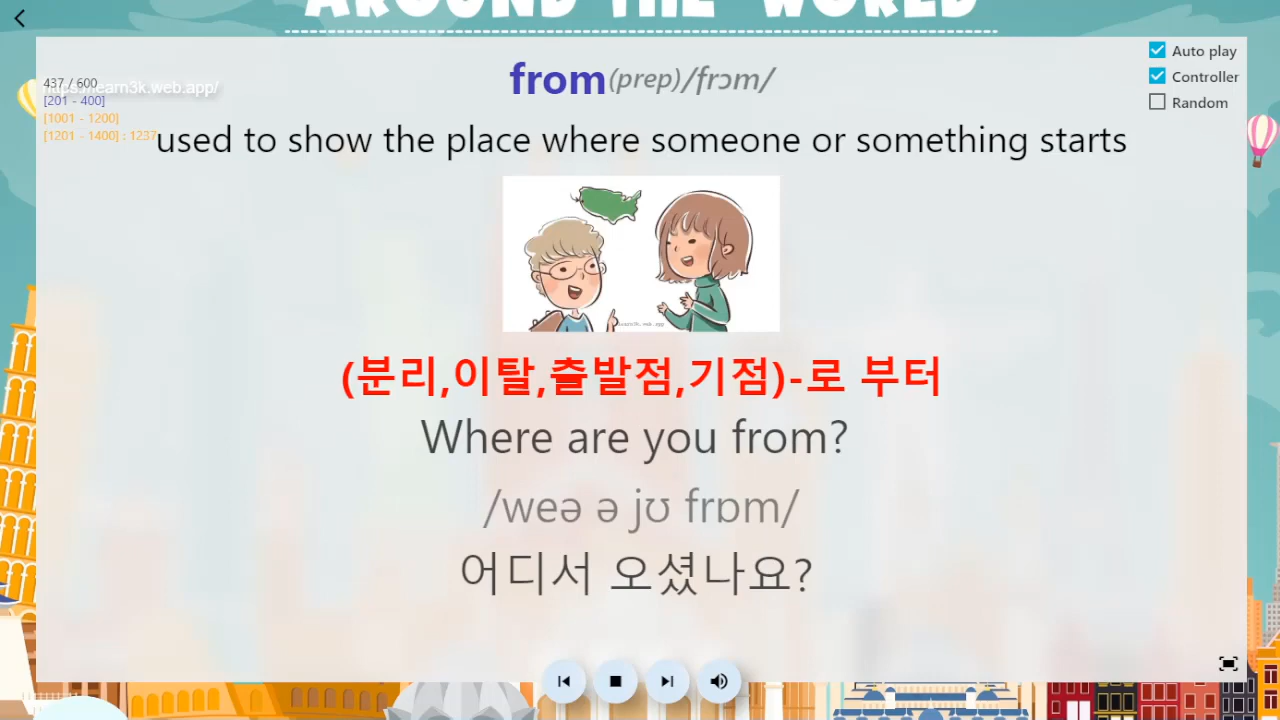 AROUND THE WORLD
Auto play
Controller
Random
437 / 600
https://learn3k.web.app/
[201 - 400]
[1001 - 1200]
[1201 - 1400] : 1237
from(prep)/frɔm/
used to show the place where someone or something starts
learn3k.web.app
(분리,이탈,출발점,기점)-로 부터
Where are you from?
/weə ə jʊ frɒm/
어디서 오셨나요?